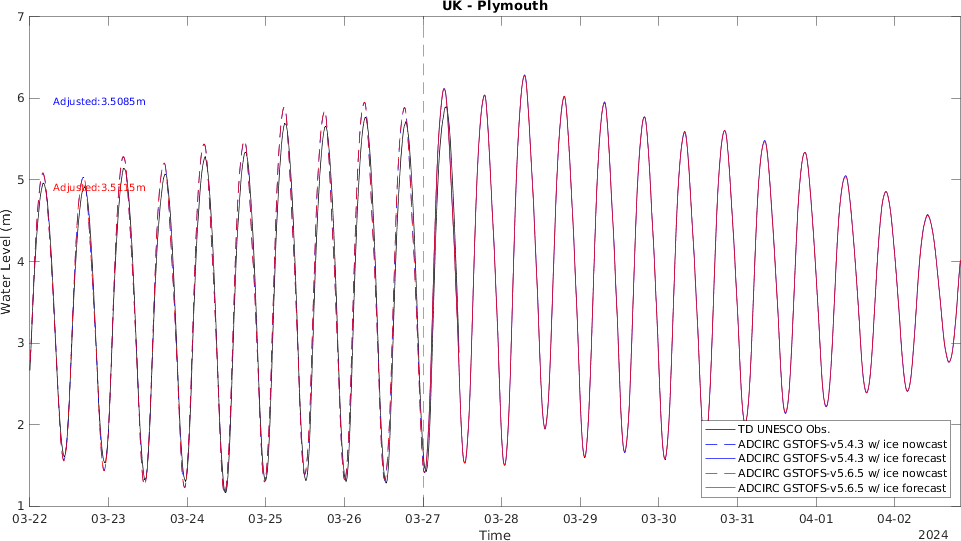 UK - Plymouth
7
6
5
4
3
2
1
Water Level (m)
Adjusted:3.5085m
Adjusted:3.5115m
TD UNESCO Obs.
ADCIRC GSTOFS-v5.4.3 w/ ice nowcast
ADCIRC GSTOFS-v5.4.3 w/ ice forecast
ADCIRC GSTOFS-v5.6.5 w/ ice nowcast
ADCIRC GSTOFS-v5.6.5 w/ ice forecast
03-22 03-23 03-24 03-25 03-26 03-27 03-28 03-29 03-30 03-31 04-01 04-02
Time
2024